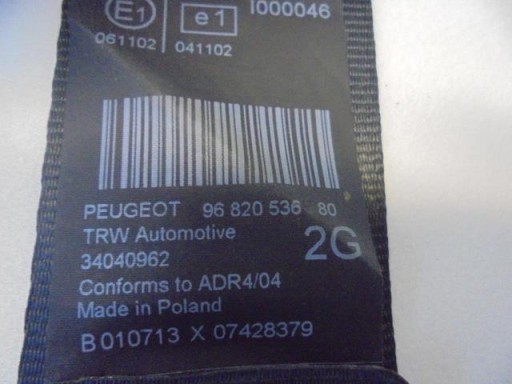 E1 e1 I000046
061102 041102
PEUGEOT 96 820 536 80
TRW Automotive 2G
34040962
Conforms to ADR4/04
Made in Poland
B 010713 X 07428379